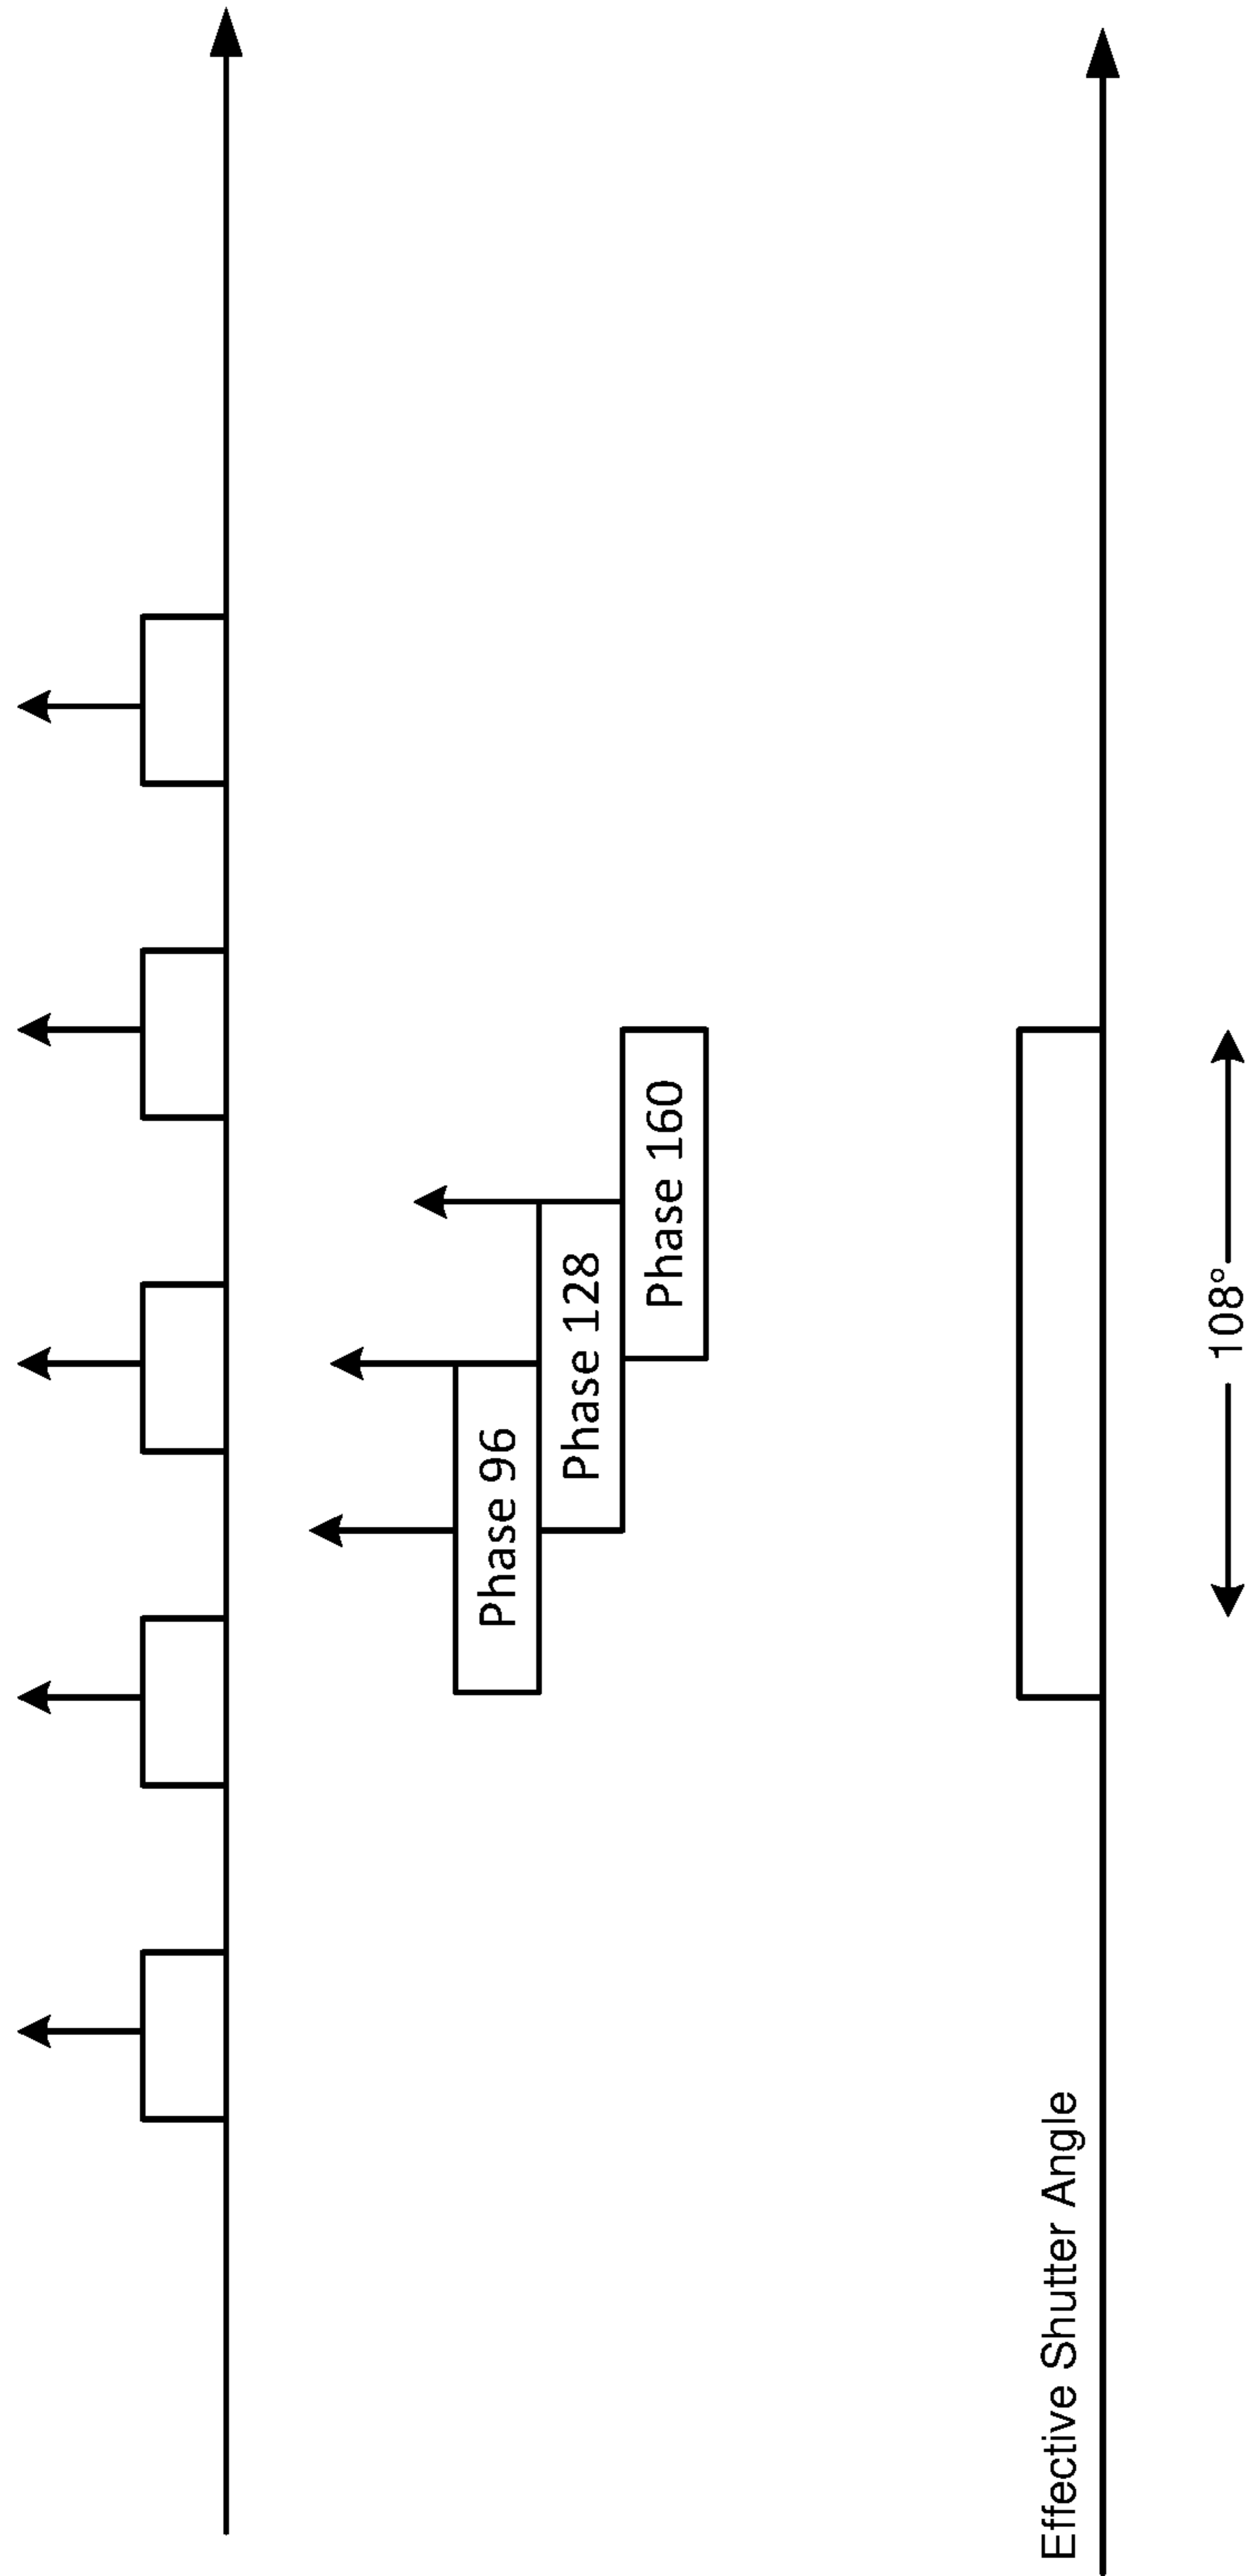 Phase 96
Phase 128
Phase 160
Effective Shutter Angle
108°